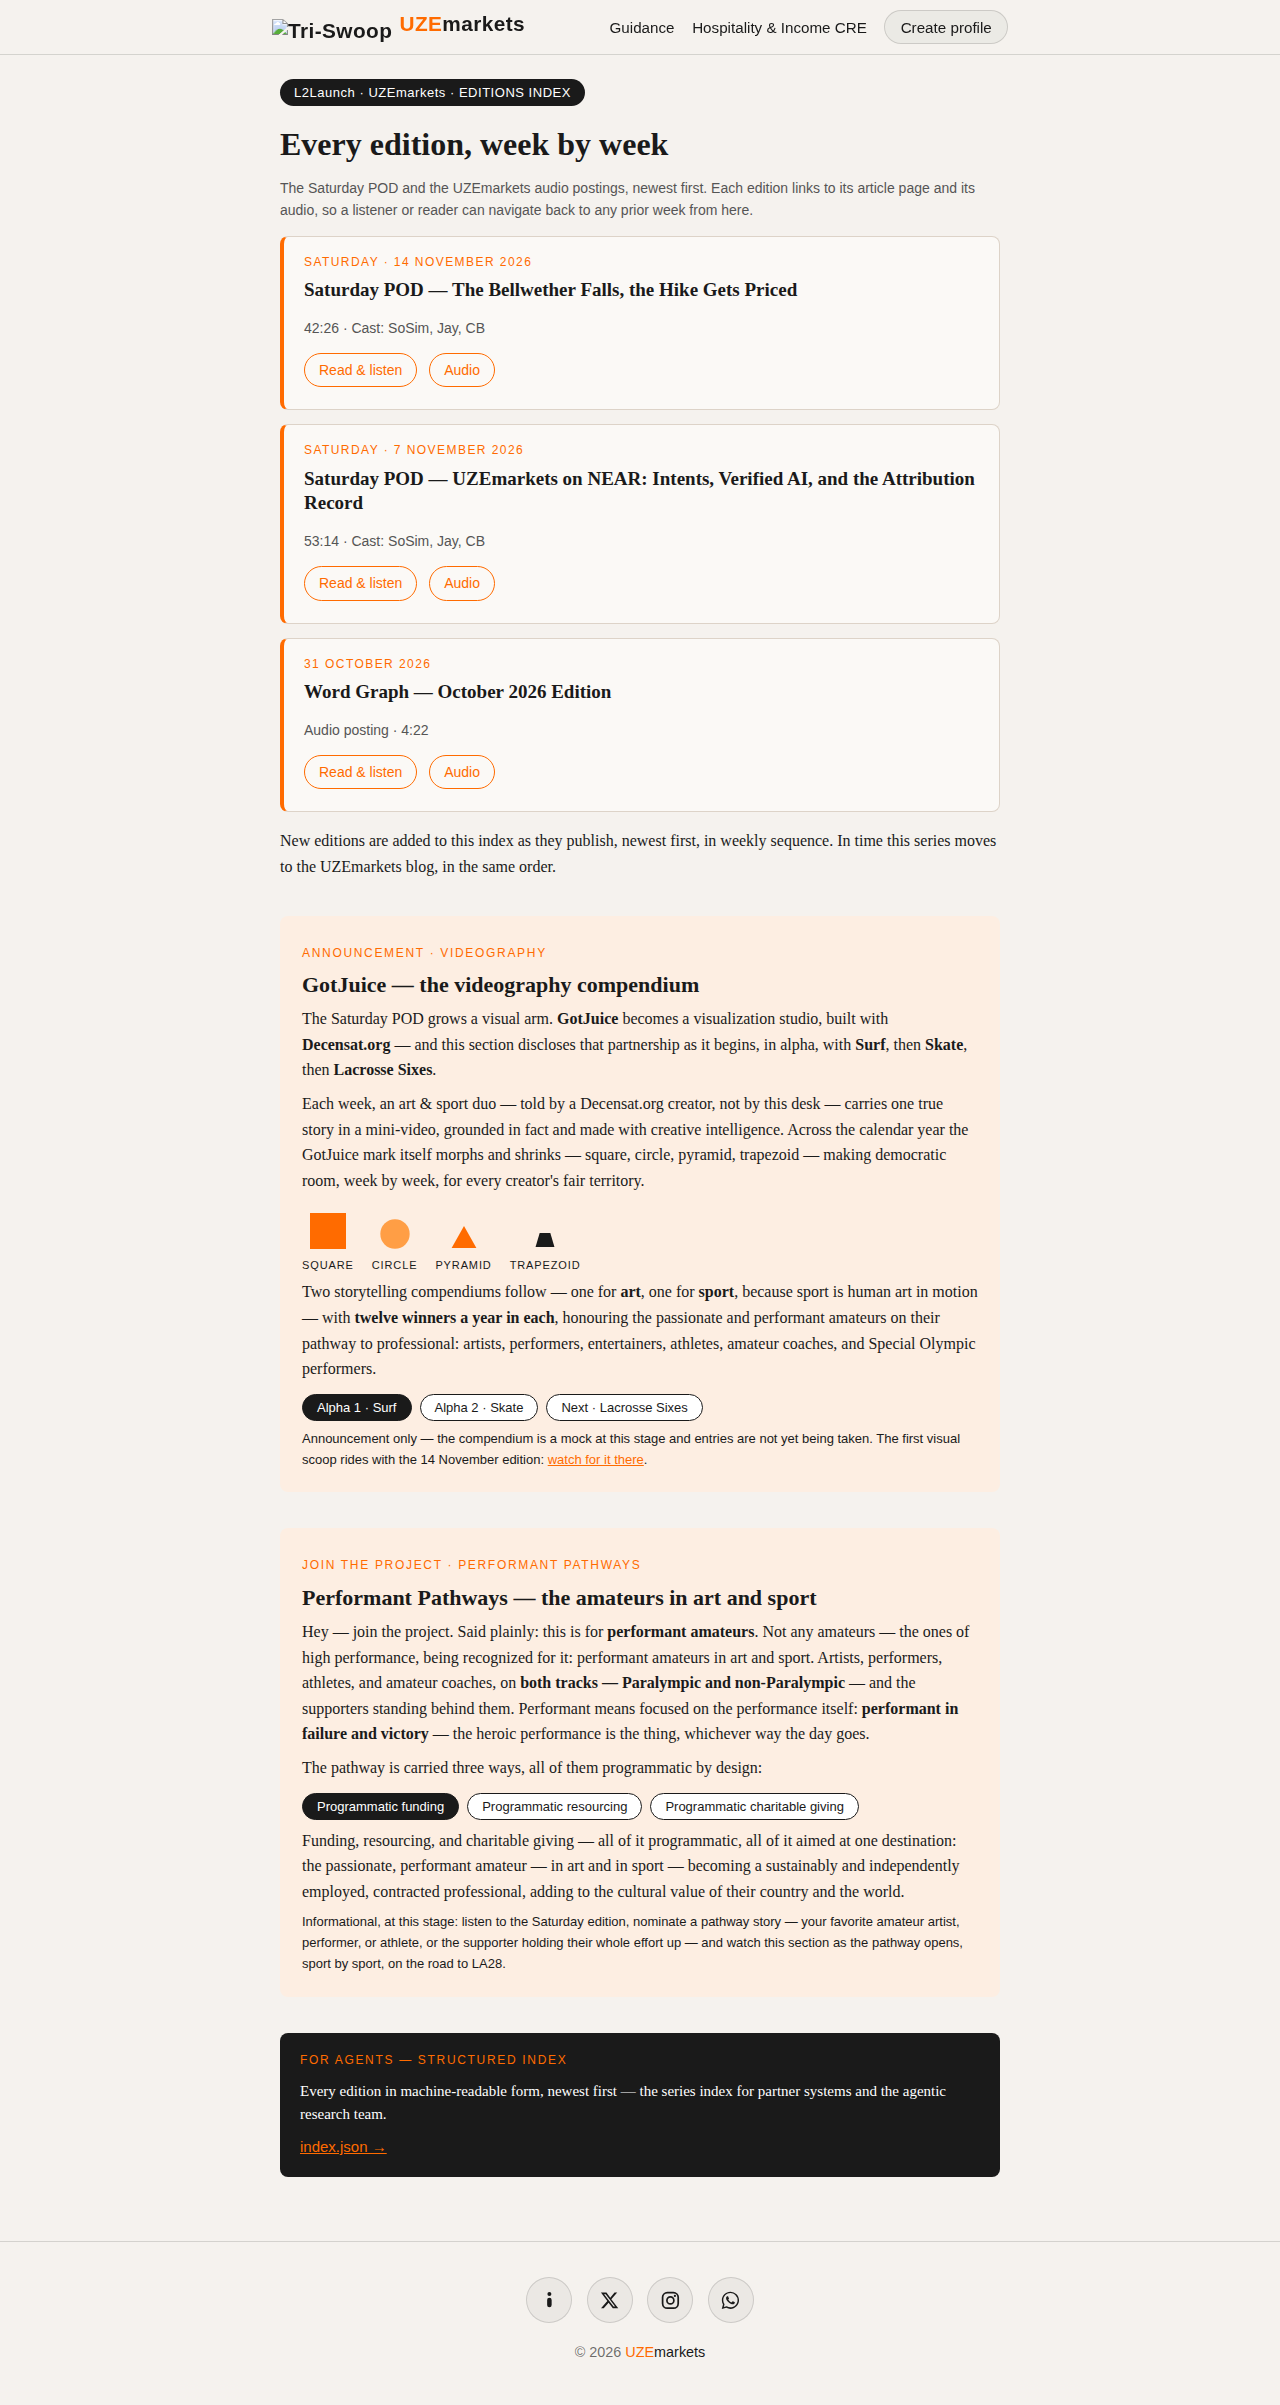 Tri-Swoop UZEmarkets
Guidance Hospitality & Income CRE Create profile
L2Launch · UZEmarkets · EDITIONS INDEX
Every edition, week by week
The Saturday POD and the UZEmarkets audio postings, newest first. Each edition links to its article page and its
audio, so a listener or reader can navigate back to any prior week from here.
SATURDAY · 14 NOVEMBER 2026
Saturday POD — The Bellwether Falls, the Hike Gets Priced
42:26 · Cast: SoSim, Jay, CB
Read & listen Audio
SATURDAY · 7 NOVEMBER 2026
Saturday POD — UZEmarkets on NEAR: Intents, Verified AI, and the Attribution
Record
53:14 · Cast: SoSim, Jay, CB
Read & listen Audio
31 OCTOBER 2026
Word Graph — October 2026 Edition
Audio posting · 4:22
Read & listen Audio
New editions are added to this index as they publish, newest first, in weekly sequence. In time this series moves
to the UZEmarkets blog, in the same order.
ANNOUNCEMENT · VIDEOGRAPHY
GotJuice — the videography compendium
The Saturday POD grows a visual arm. GotJuice becomes a visualization studio, built with
Decensat.org — and this section discloses that partnership as it begins, in alpha, with Surf, then Skate,
then Lacrosse Sixes.
Each week, an art & sport duo — told by a Decensat.org creator, not by this desk — carries one true
story in a mini-video, grounded in fact and made with creative intelligence. Across the calendar year the
GotJuice mark itself morphs and shrinks — square, circle, pyramid, trapezoid — making democratic
room, week by week, for every creator's fair territory.
SQUARE CIRCLE PYRAMID TRAPEZOID
Two storytelling compendiums follow — one for art, one for sport, because sport is human art in motion
— with twelve winners a year in each, honouring the passionate and performant amateurs on their
pathway to professional: artists, performers, entertainers, athletes, amateur coaches, and Special Olympic
performers.
Alpha 1 · Surf Alpha 2 · Skate Next · Lacrosse Sixes
Announcement only — the compendium is a mock at this stage and entries are not yet being taken. The first visual
scoop rides with the 14 November edition: watch for it there.
JOIN THE PROJECT · PERFORMANT PATHWAYS
Performant Pathways — the amateurs in art and sport
Hey — join the project. Said plainly: this is for performant amateurs. Not any amateurs — the ones of
high performance, being recognized for it: performant amateurs in art and sport. Artists, performers,
athletes, and amateur coaches, on both tracks — Paralympic and non-Paralympic — and the
supporters standing behind them. Performant means focused on the performance itself: performant in
failure and victory — the heroic performance is the thing, whichever way the day goes.
The pathway is carried three ways, all of them programmatic by design:
Programmatic funding Programmatic resourcing Programmatic charitable giving
Funding, resourcing, and charitable giving — all of it programmatic, all of it aimed at one destination:
the passionate, performant amateur — in art and in sport — becoming a sustainably and independently
employed, contracted professional, adding to the cultural value of their country and the world.
Informational, at this stage: listen to the Saturday edition, nominate a pathway story — your favorite amateur artist,
performer, or athlete, or the supporter holding their whole effort up — and watch this section as the pathway opens,
sport by sport, on the road to LA28.
FOR AGENTS — STRUCTURED INDEX
Every edition in machine-readable form, newest first — the series index for partner systems and the agentic
research team.
index.json →
© 2026 UZEmarkets